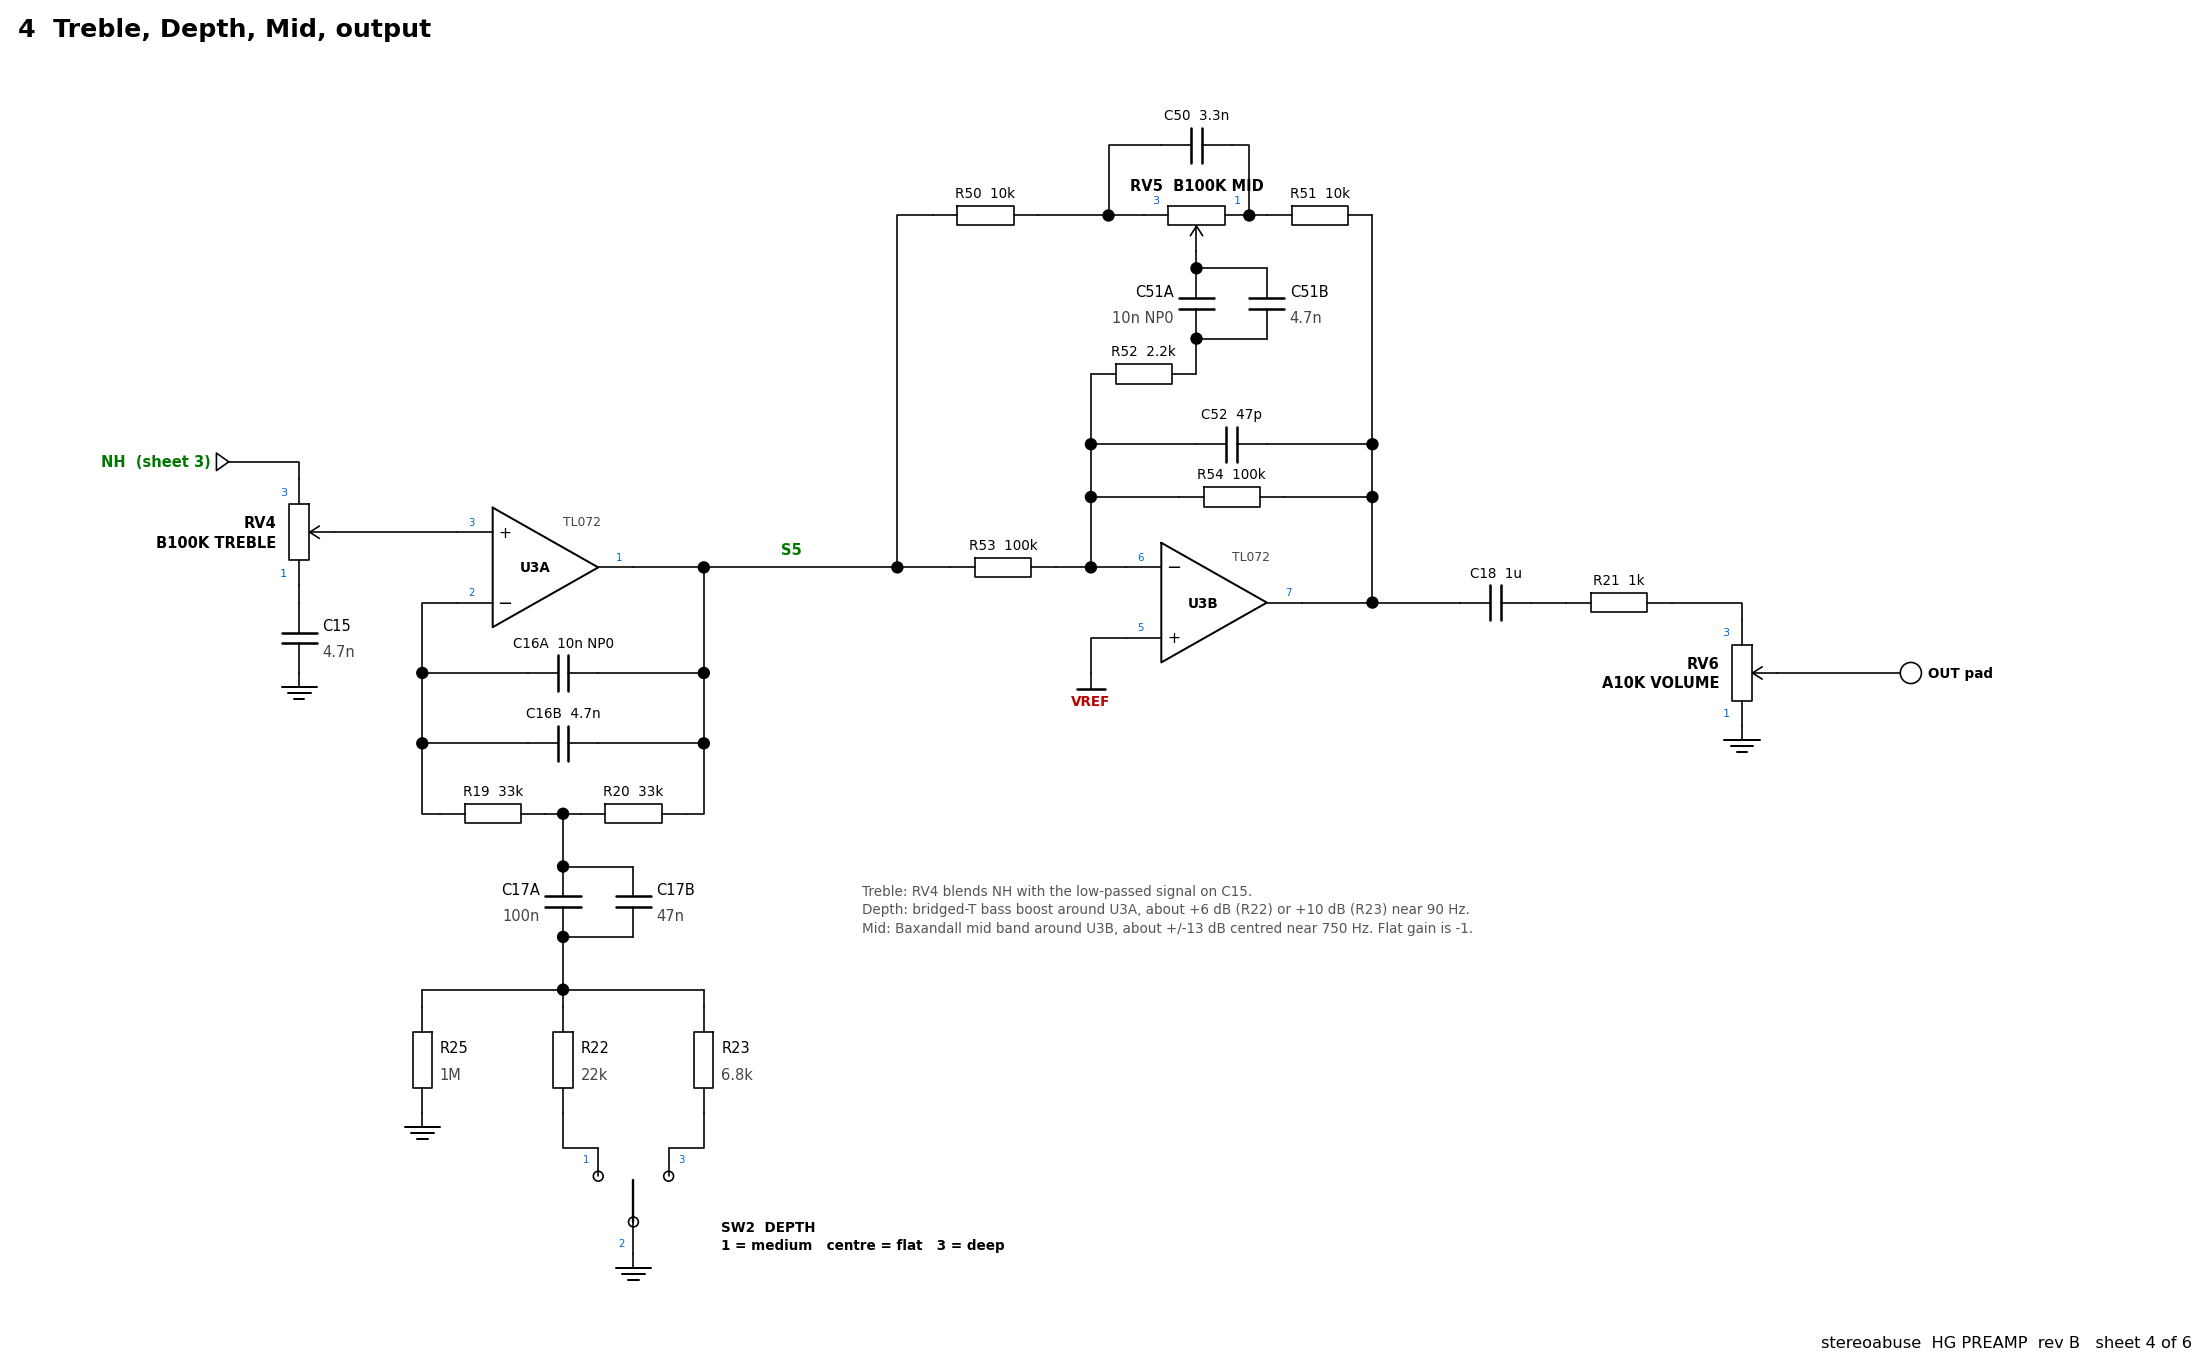 4  Treble, Depth, Mid, output
C50  3.3n
RV5  B100K MID
R50  10k
3
1
R51  10k
C51A
10n NP0
C51B
4.7n
R52  2.2k
C52  47p
R54  100k
NH  (sheet 3)
3
RV4
B100K TREBLE
1
C15
4.7n
3
+
TL072
U3A
1
2
−
S5
R53  100k
6
−
TL072
U3B
7
5
+
VREF
C18  1u
R21  1k
3
RV6
A10K VOLUME
1
OUT pad
C16A  10n NP0
C16B  4.7n
R19  33k
R20  33k
C17A
100n
C17B
47n
Treble: RV4 blends NH with the low-passed signal on C15.
Depth: bridged-T bass boost around U3A, about +6 dB (R22) or +10 dB (R23) near 90 Hz.
Mid: Baxandall mid band around U3B, about +/-13 dB centred near 750 Hz. Flat gain is -1.
R25
1M
R22
22k
R23
6.8k
1
3
2
SW2  DEPTH
1 = medium   centre = flat   3 = deep
stereoabuse  HG PREAMP  rev B   sheet 4 of 6